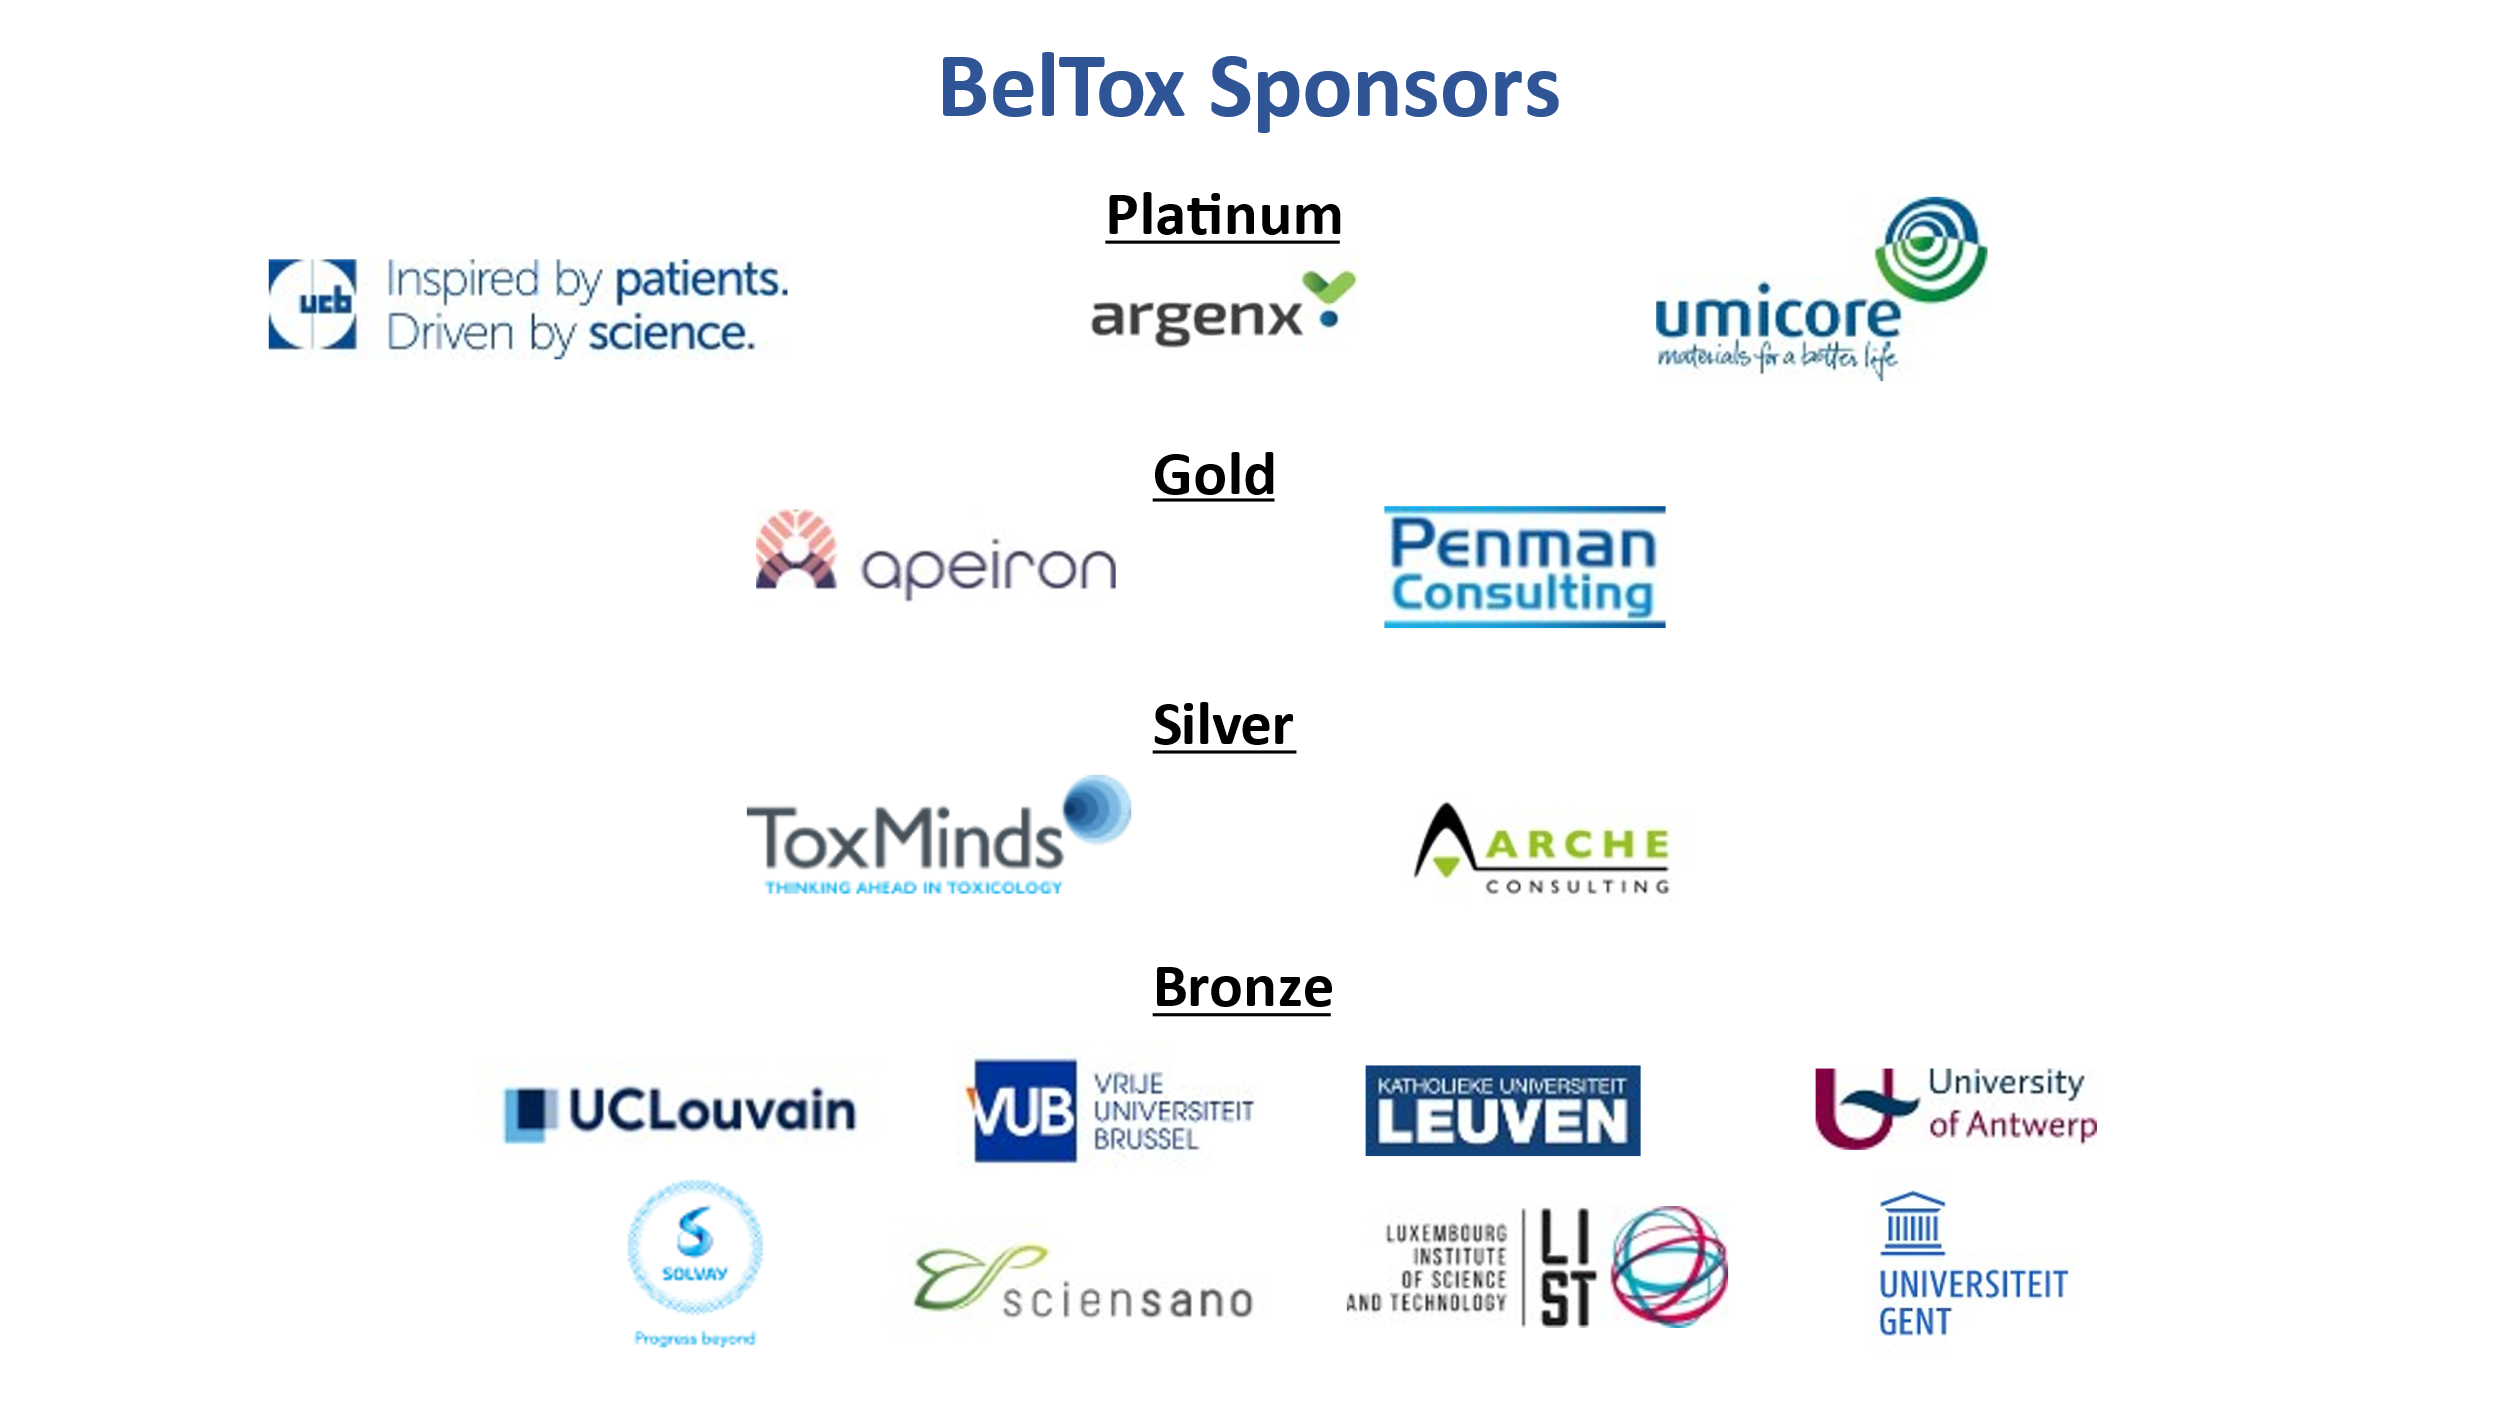 BelTox Sponsors
Platinum
ucb
Inspired by patients.
Driven by science.
argenx
umicore
materials for a better life
Gold
apeiron
Penman
Consulting
Silver
ToxMinds
THINKING AHEAD IN TOXICOLOGY
ARCHE
CONSULTING
Bronze
UCLouvain
VUB
VRIJE
UNIVERSITEIT
BRUSSEL
KATHOLIEKE UNIVERSITEIT
LEUVEN
University
of Antwerp
SOLVAY
Progress beyond
sciensano
LUXEMBOURG
INSTITUTE
OF SCIENCE
AND TECHNOLOGY
LI
ST
UNIVERSITEIT
GENT